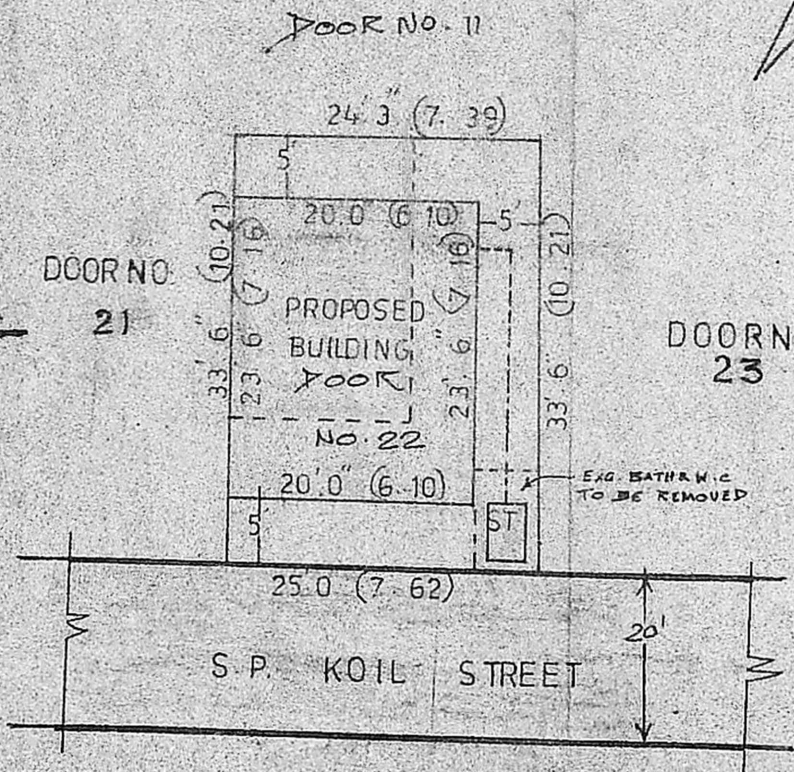 DOOR NO. 11
24' 3" (7. 39)
5'
20.0 (6 10)
5'
33' 6" (10. 21)
23' 6" (7 16)
23' 6" (7 16)
33' 6" (10. 21)
DOOR NO.
21
PROPOSED
BUILDING
DOOR
NO. 22
DOOR N
23
20'.0" (6.10)
5'
ST
EXG. BATH & W.C
TO BE REMOVED
25'0 (7.62)
20'
S. P. KOIL STREET